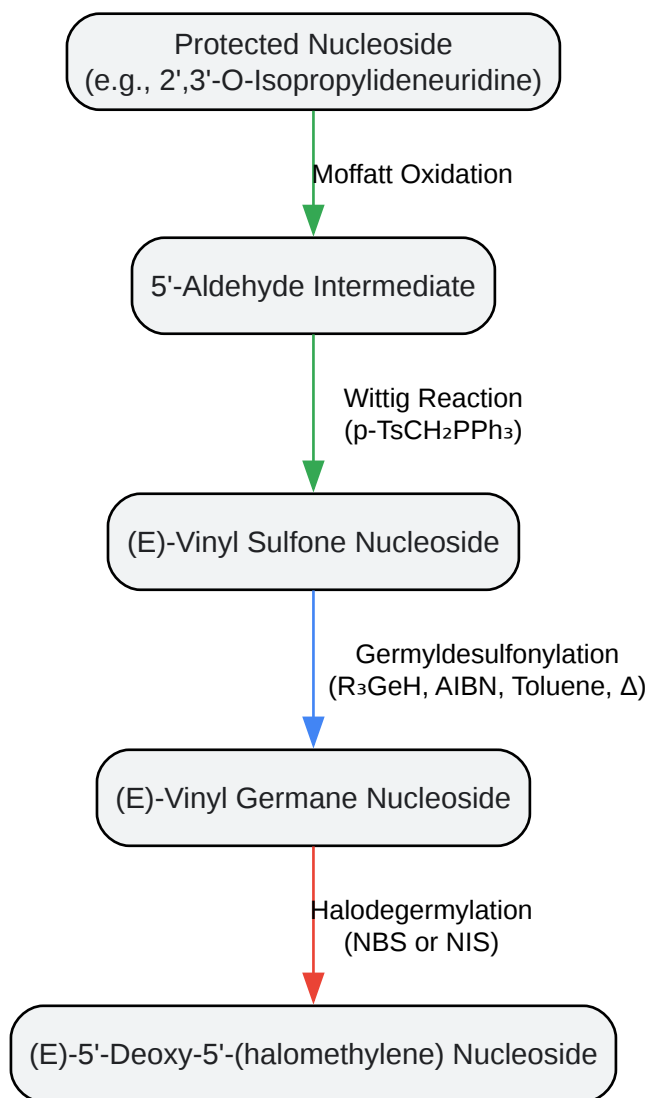 Protected Nucleoside
(e.g., 2',3'-O-Isopropylideneuridine)
Moffatt Oxidation
5'-Aldehyde Intermediate
Wittig Reaction
(p-TsCH₂PPh₃)
(E)-Vinyl Sulfone Nucleoside
Germyldesulfonylation
(R₃GeH, AIBN, Toluene, Δ)
(E)-Vinyl Germane Nucleoside
Halodegermylation
(NBS or NIS)
(E)-5'-Deoxy-5'-(halomethylene) Nucleoside